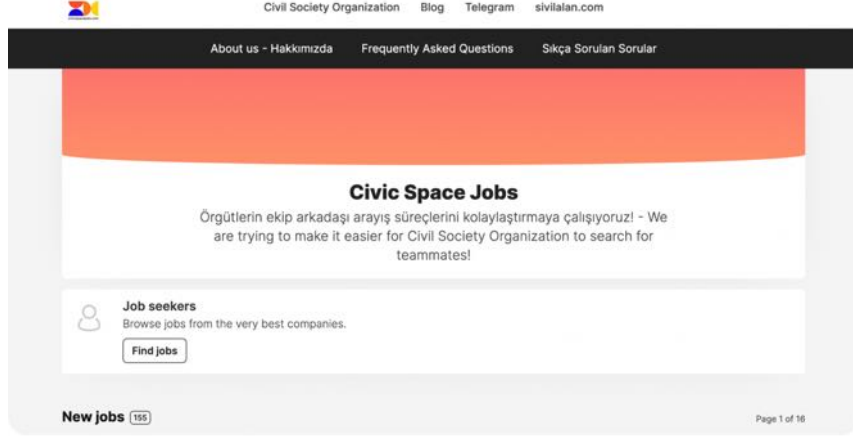 Civil Society Organization Blog Telegram sivilalan.com
About us - Hakkımızda Frequently Asked Questions Sıkça Sorulan Sorular
Civic Space Jobs
Örgütlerin ekip arkadaşı arayış süreçlerini kolaylaştırmaya çalışıyoruz! - We
are trying to make it easier for Civil Society Organization to search for
teammates!
Job seekers
Browse jobs from the very best companies.
Find jobs
New jobs 155
Page 1 of 16